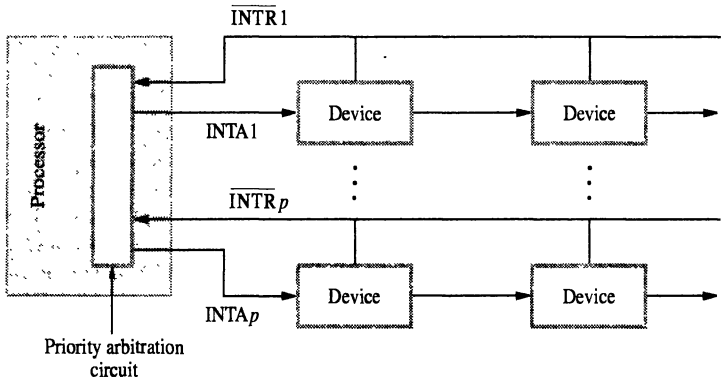 INTR1
Processor
Device
Device
INTA1
INTRp
Device
Device
INTAp
Priority arbitration
circuit